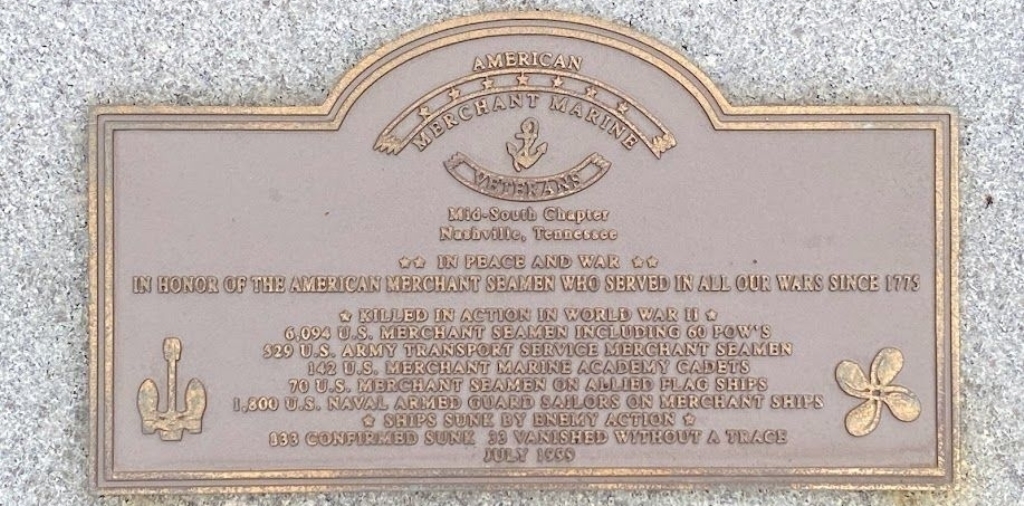 AMERICAN
MERCHANT MARINE
VETERANS
Mid-South Chapter
Nashville, Tennessee
★★ IN PEACE AND WAR ★★
IN HONOR OF THE AMERICAN MERCHANT SEAMEN WHO SERVED IN ALL OUR WARS SINCE 1775
★ KILLED IN ACTION IN WORLD WAR II ★
6,094 U.S. MERCHANT SEAMEN INCLUDING 60 POW'S
529 U.S. ARMY TRANSPORT SERVICE MERCHANT SEAMEN
142 U.S. MERCHANT MARINE ACADEMY CADETS
70 U.S. MERCHANT SEAMEN ON ALLIED FLAG SHIPS
1,800 U.S. NAVAL ARMED GUARD SAILORS ON MERCHANT SHIPS
★ SHIPS SUNK BY ENEMY ACTION ★
833 CONFIRMED SUNK 33 VANISHED WITHOUT A TRACE
JULY 1999